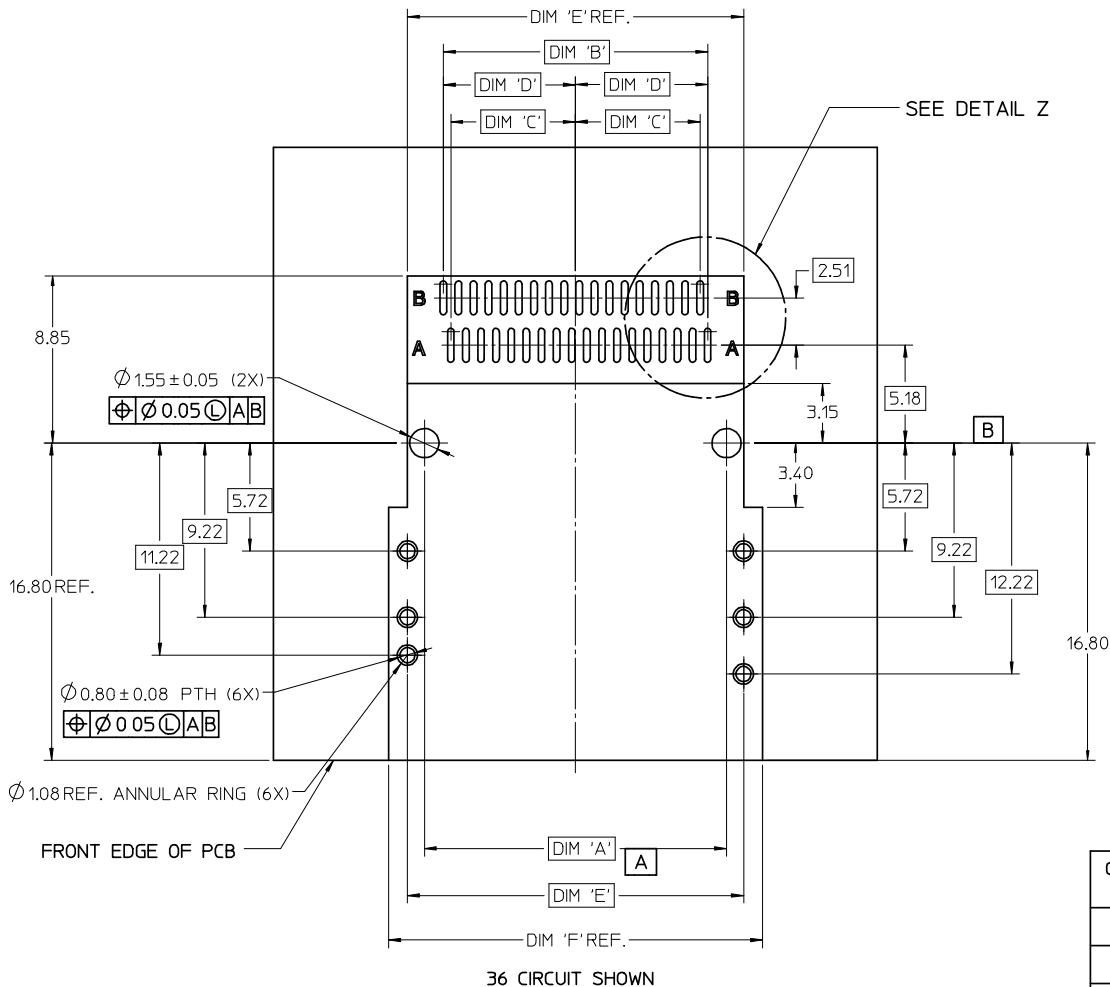 DIM 'E' REF.
DIM 'B'
DIM 'D' DIM 'D'
DIM 'C' DIM 'C'
SEE DETAIL Z
2.51
B B
A A
8.85
Ø1.55±0.05 (2X)
⌖ Ø 0.05 Ⓛ A B
3.15
5.18
B
3.40
5.72
9.22
11.22
5.72
9.22
12.22
16.80 REF.
16.80
Ø0.80±0.08 PTH (6X)
⌖ Ø 0 05 Ⓛ A B
Ø1.08 REF. ANNULAR RING (6X)
FRONT EDGE OF PCB
DIM 'A'
A
DIM 'E'
DIM 'F' REF.
36 CIRCUIT SHOWN